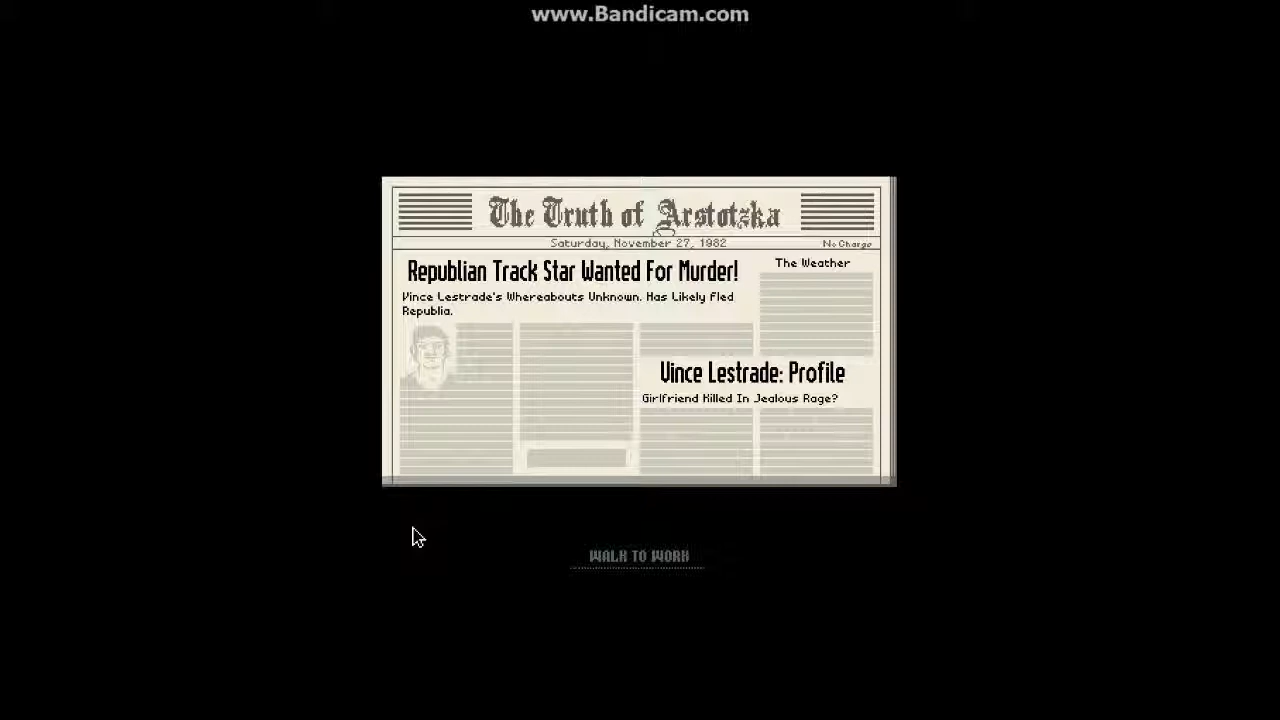 www.Bandicam.com
The Truth of Arstotzka
Saturday, November 27, 1982
No Charge
Republian Track Star Wanted For Murder!
Vince Lestrade's Whereabouts Unknown. Has Likely Fled
Republia.
The Weather
Vince Lestrade: Profile
Girlfriend Killed In Jealous Rage?
WALK TO WORK